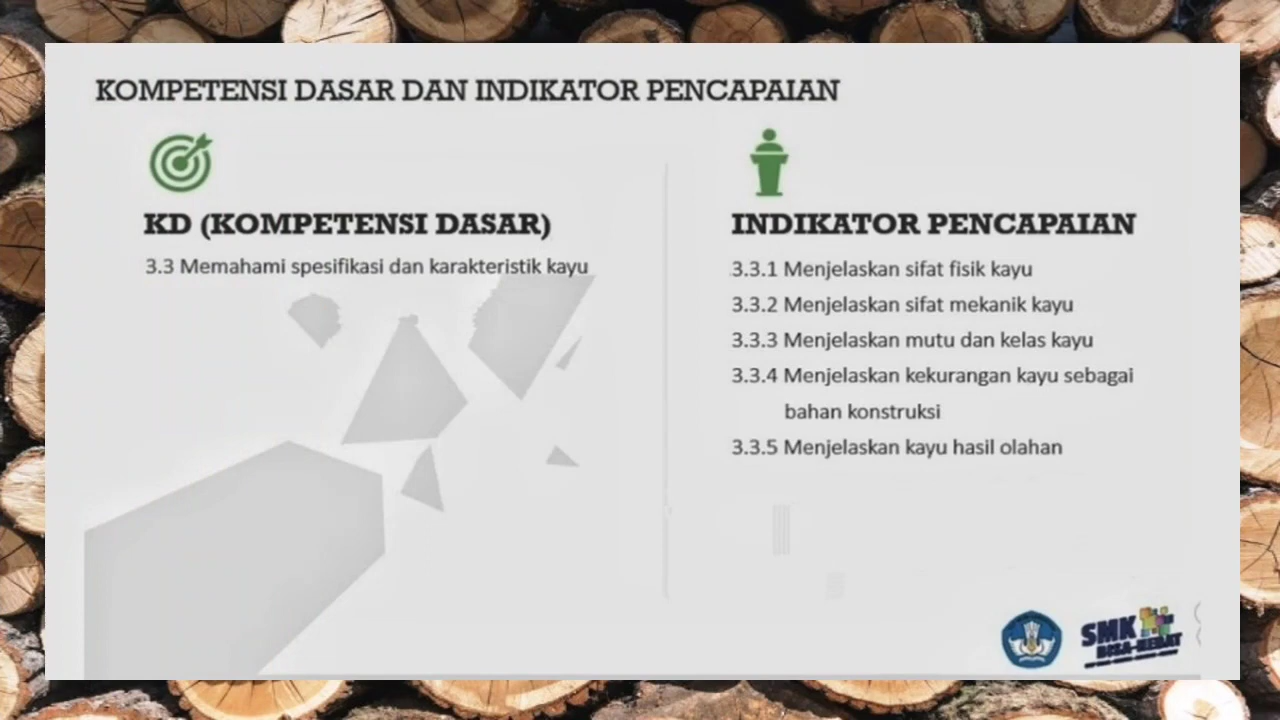 KOMPETENSI DASAR DAN INDIKATOR PENCAPAIAN
KD (KOMPETENSI DASAR)
3.3 Memahami spesifikasi dan karakteristik kayu
INDIKATOR PENCAPAIAN
3.3.1 Menjelaskan sifat fisik kayu
3.3.2 Menjelaskan sifat mekanik kayu
3.3.3 Menjelaskan mutu dan kelas kayu
3.3.4 Menjelaskan kekurangan kayu sebagai
bahan konstruksi
3.3.5 Menjelaskan kayu hasil olahan
SMK
BISA-HEBAT